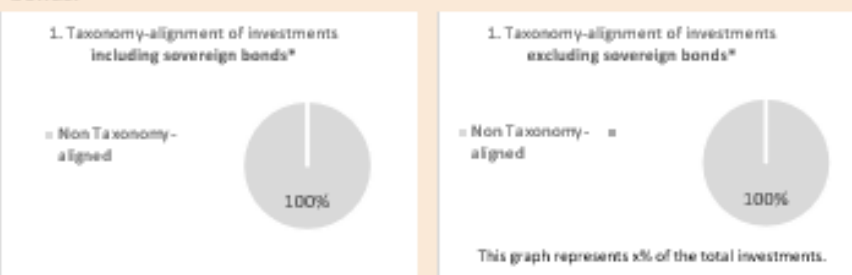 1. Taxonomy-alignment of investments
including sovereign bonds*
Non Taxonomy-
aligned
100%
1. Taxonomy-alignment of investments
excluding sovereign bonds*
Non Taxonomy-
aligned
100%
This graph represents x% of the total investments.